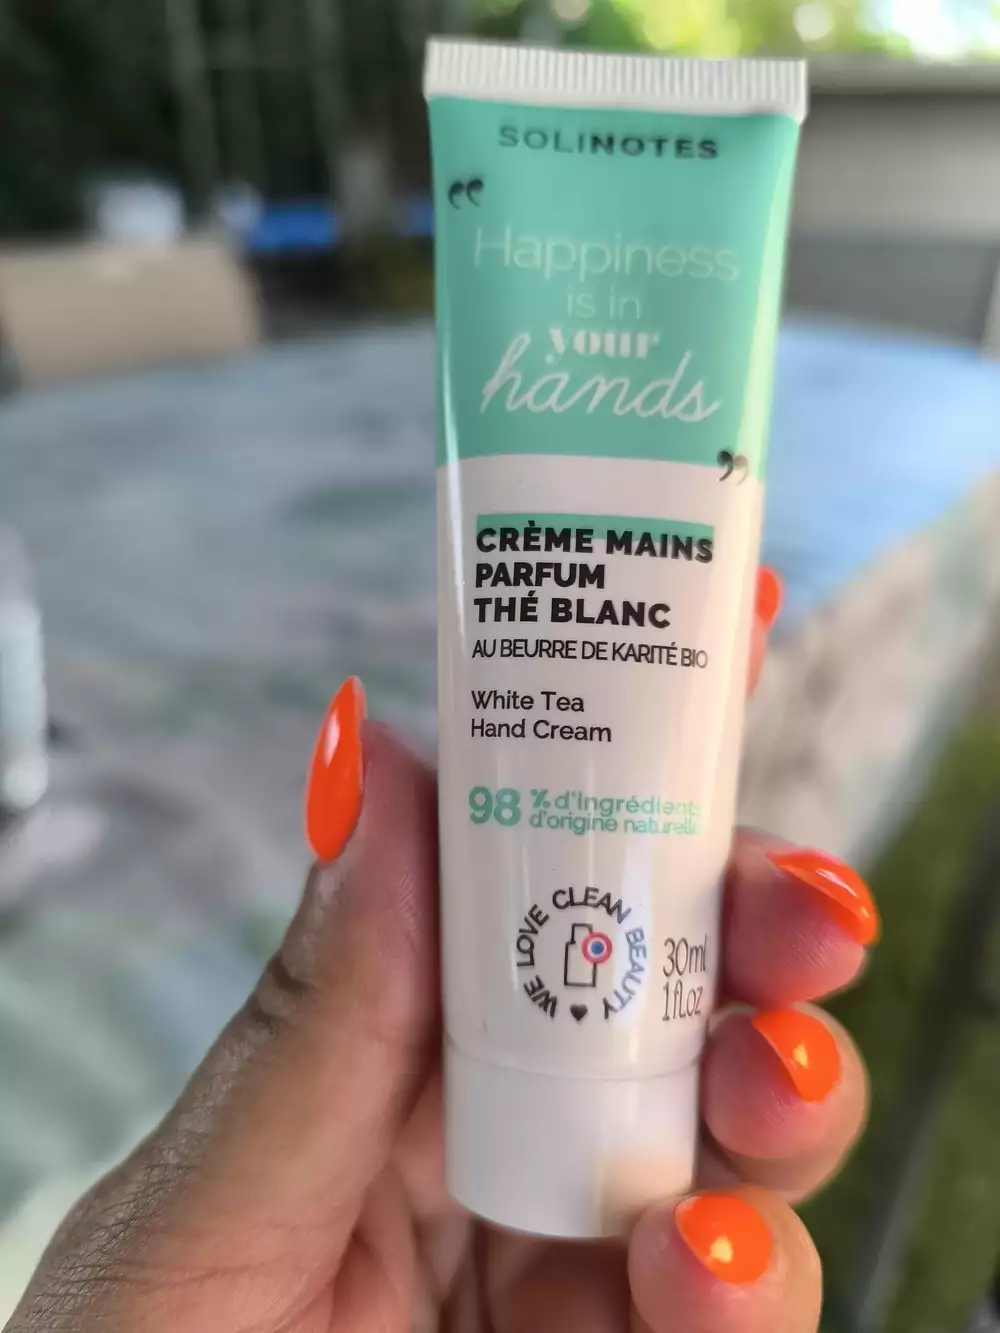 SOLINOTES
“
Happiness
is in
your
hands
”
CRÈME MAINS
PARFUM
THÉ BLANC
AU BEURRE DE KARITÉ BIO
White Tea
Hand Cream
98 % d'Ingrédients
d'origine naturelle
WE LOVE CLEAN BEAUTY
30ml
1fl.oz